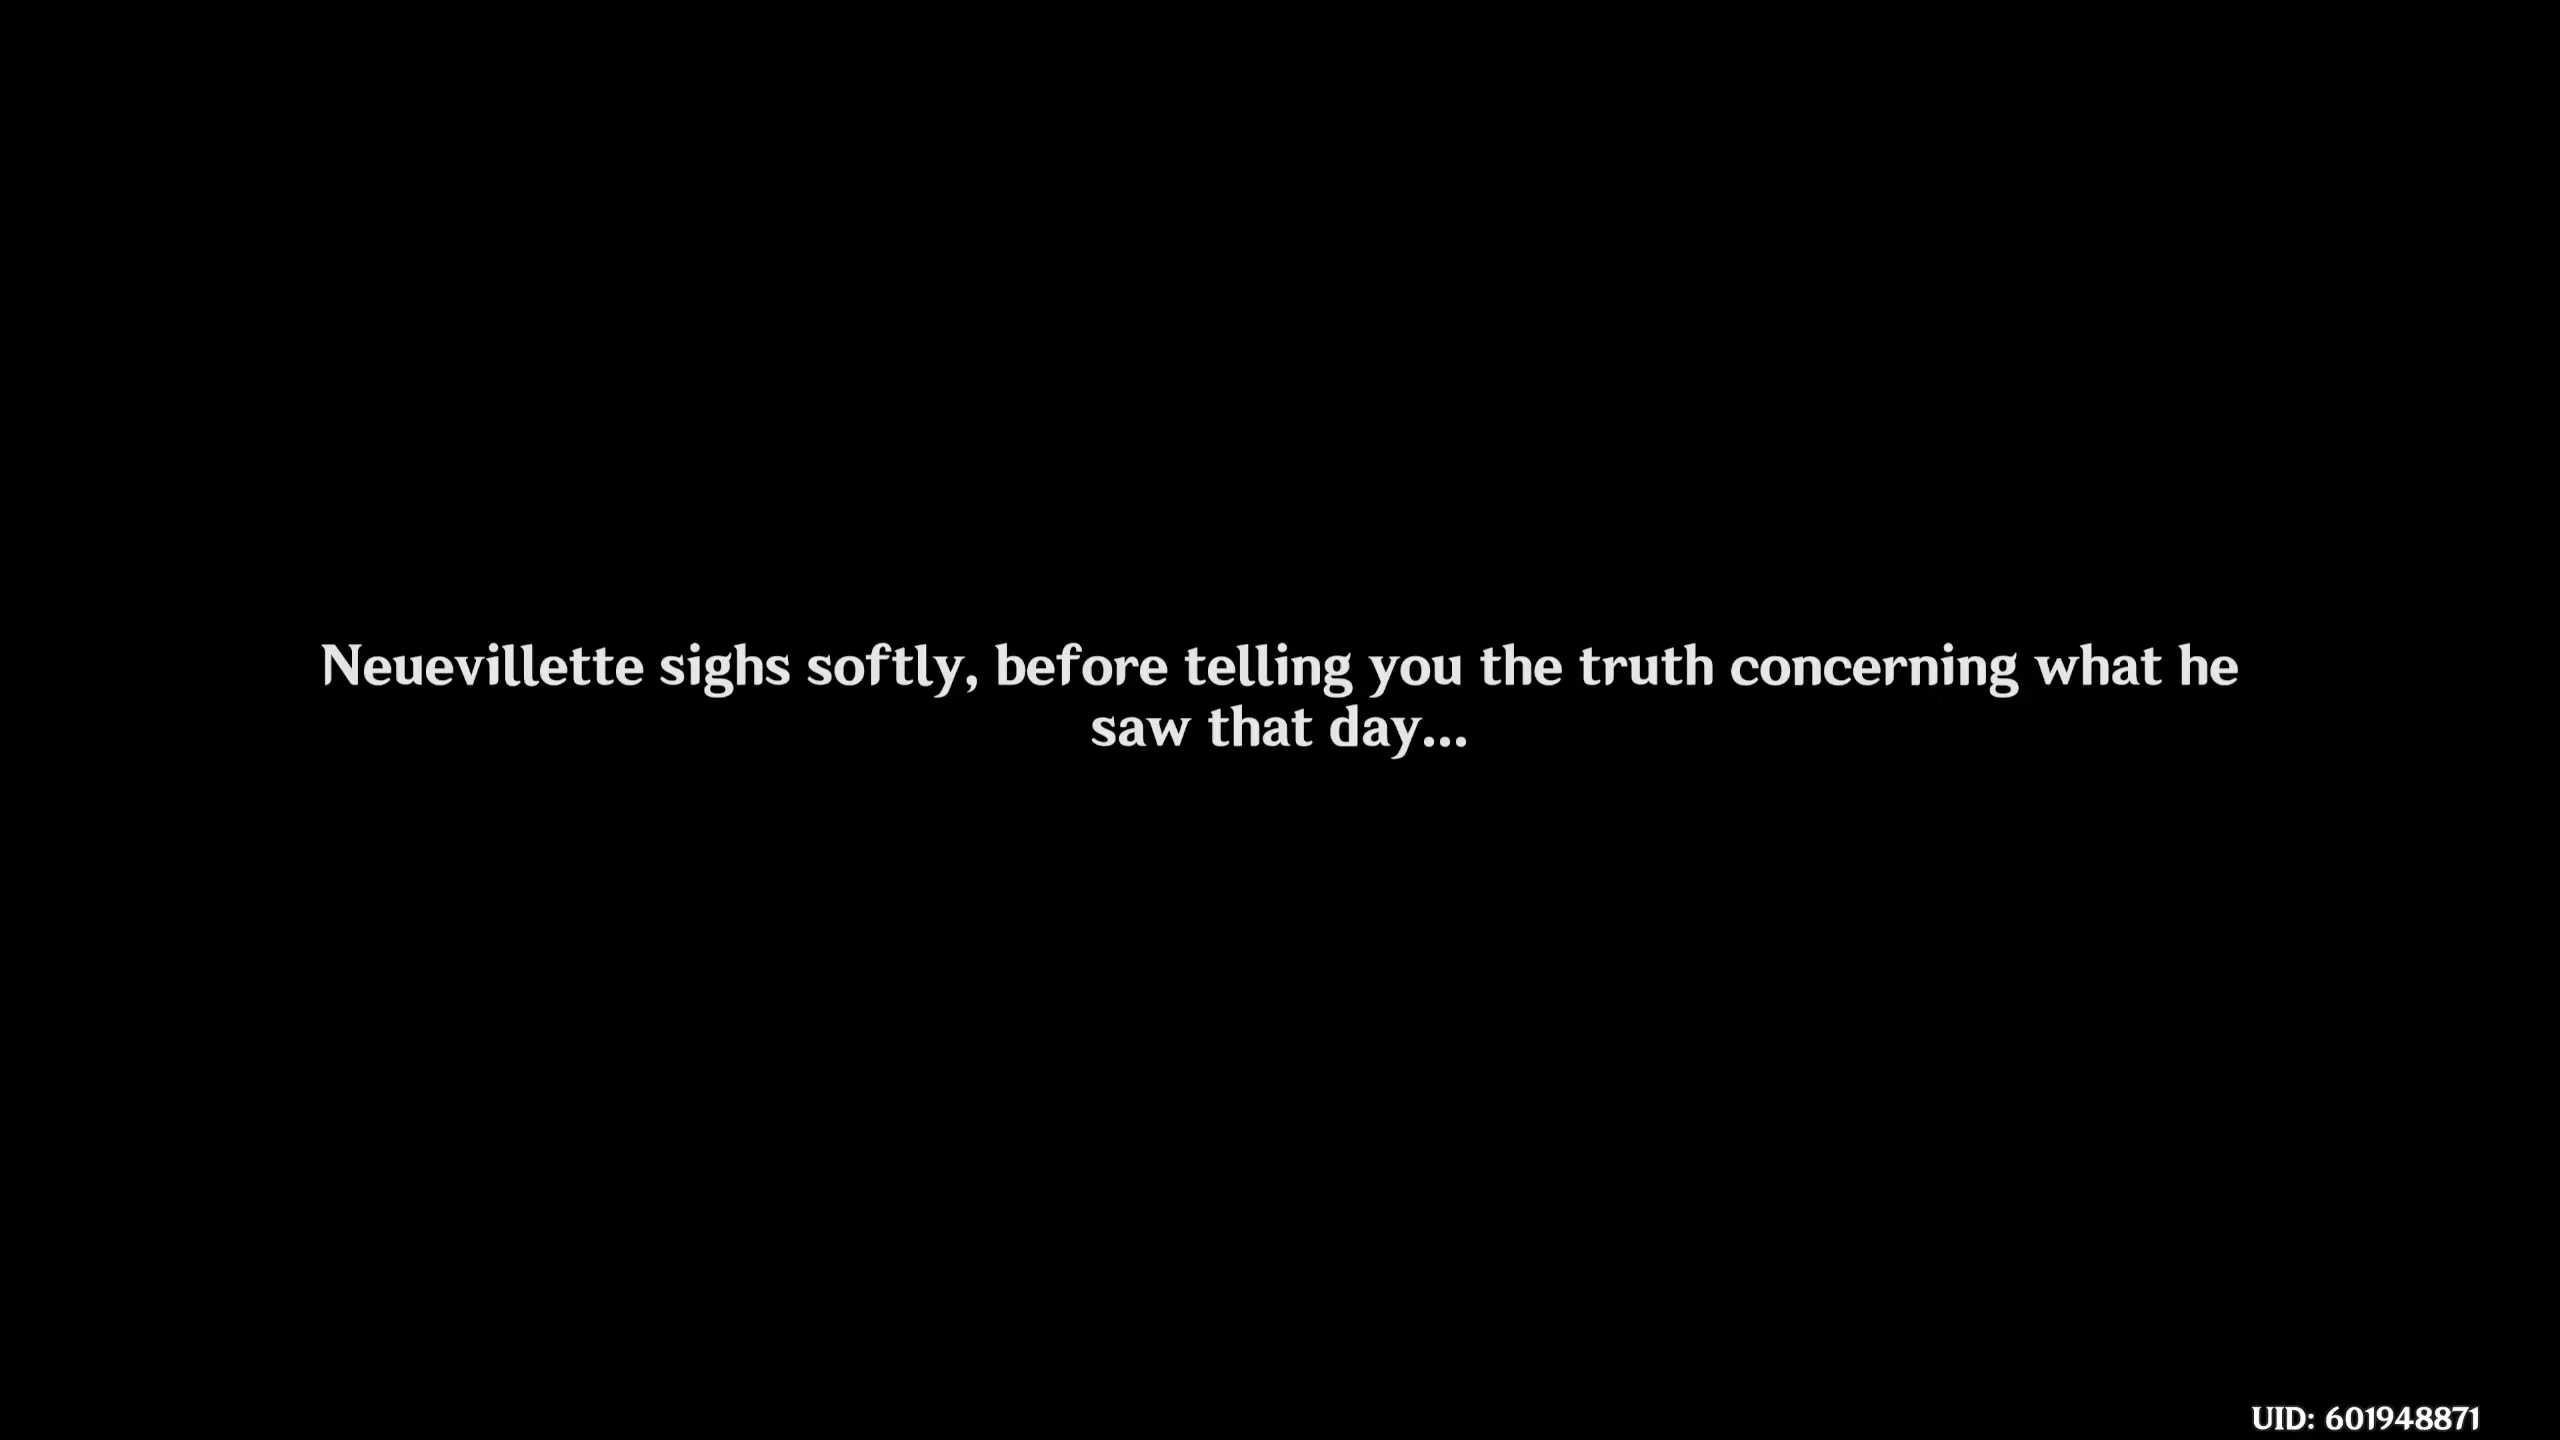 Neuevillette sighs softly, before telling you the truth concerning what he
saw that day...
UID: 601948871